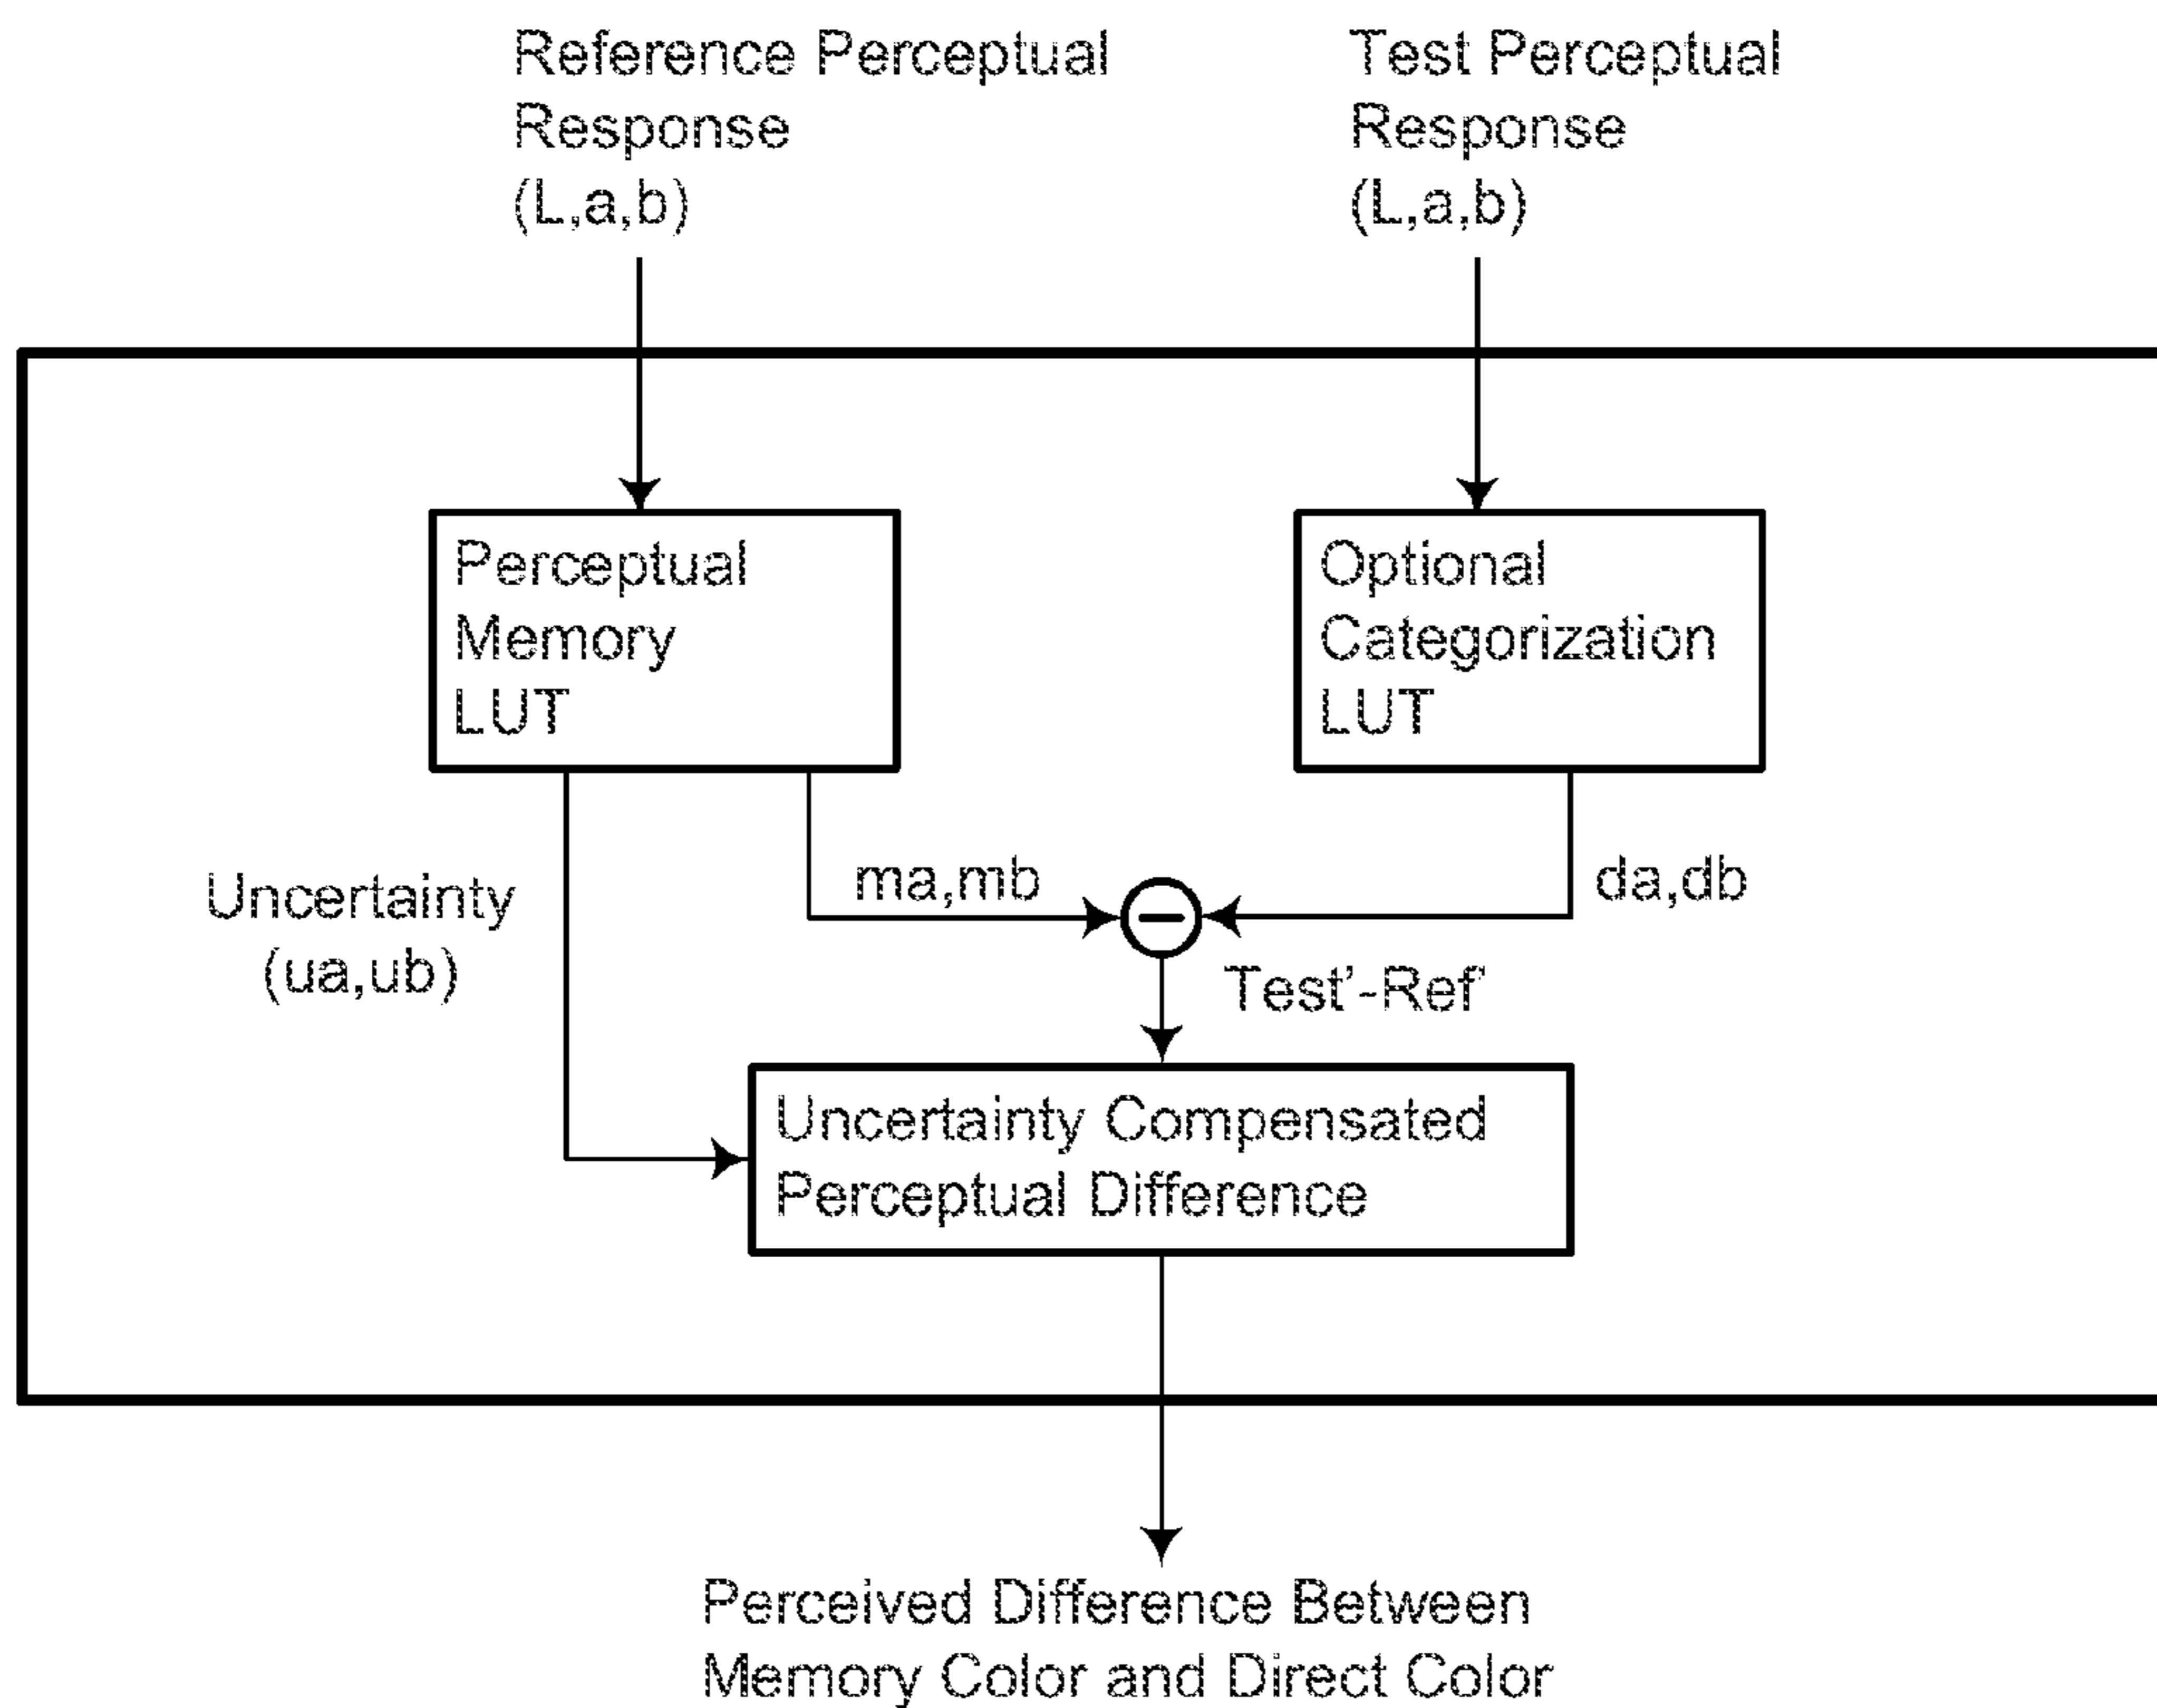 Reference Perceptual
Response
(L,a,b)
Test Perceptual
Response
(L,a,b)
Perceptual
Memory
LUT
Optional
Categorization
LUT
Uncertainty
(ua,ub)
ma,mb
da,db
Test'-Ref'
Uncertainty Compensated
Perceptual Difference
Perceived Difference Between
Memory Color and Direct Color